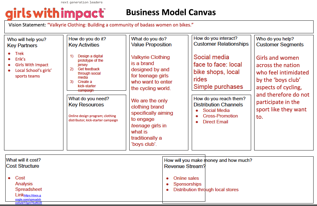 next generation leaders
girls with impact
Business Model Canvas
Vision Statement: "Valkyrie Clothing: Building a community of badass women on bikes."
Who will help you?
Key Partners
Trek
Erik's
Girls With Impact
Local School's girls'
sports teams
How do you do it?
Key Activities
1) Design a digital
prototype of the
jersey
2) Get feedback
through social
media
3) Create a
kickstarter
campaign
What do you need?
Key Resources
Online design program, clothing
distributor, kickstarter campaign
What do you do?
Value Proposition
Valkyrie Clothing
is a brand
designed by and
for teenage girls
who want to enter
the cycling world.
We are the only
clothing brand
specifically aiming
to engage
teenage girls in
what is
traditionally a
'boys club'.
How do you interact?
Customer Relationships
Social media
face to face: local
bike shops, local
rides
Simple purchases
How do you reach them?
Distribution Channels
Social Media
Cross-Promotion
Direct Email
Who do you help?
Customer Segments
Girls and women
across the nation
who feel intimidated
by the 'boys club'
aspects of cycling,
and therefore do not
participate in the
sport like they want
to.
What will it cost?
Cost Structure
Cost
Analysis
Spreadsheet
Link
How will you make money and how much?
Revenue Stream?
Online sales
Sponsorships
Distribution through local stores